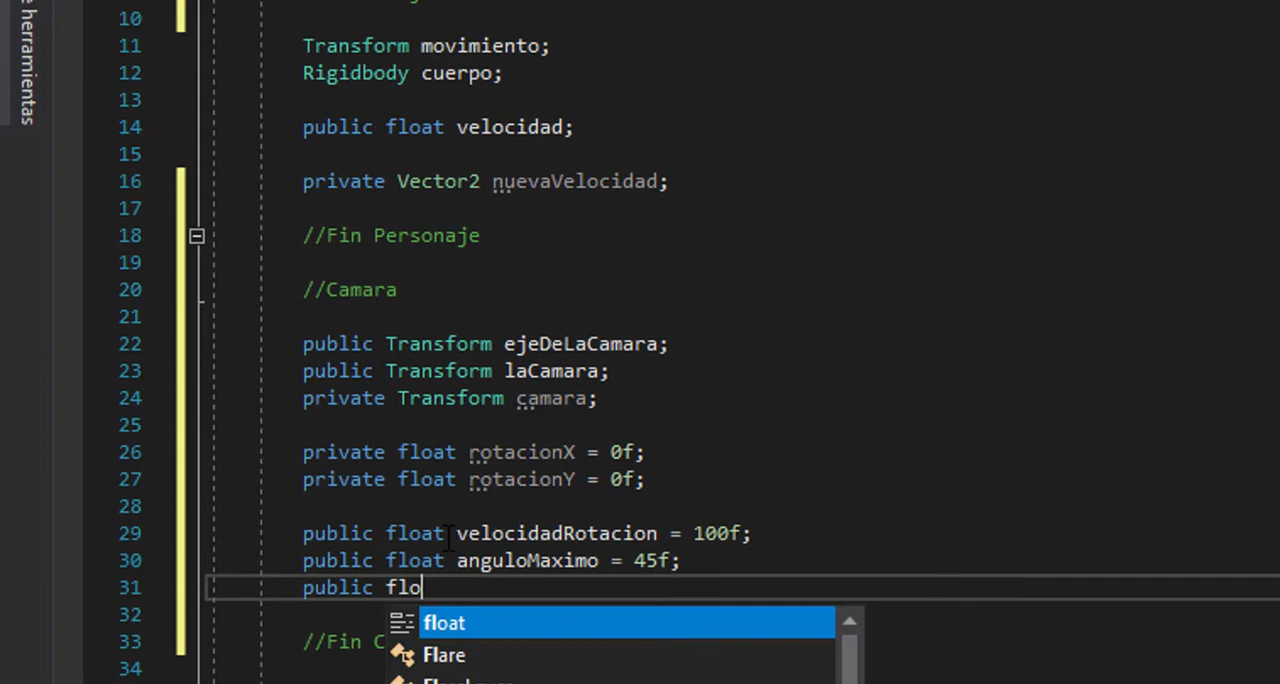 e herramientas
10
11 Transform movimiento;
12 Rigidbody cuerpo;
13
14 public float velocidad;
15
16 private Vector2 nuevaVelocidad;
17
18 //Fin Personaje
19
20 //Camara
21
22 public Transform ejeDeLaCamara;
23 public Transform laCamara;
24 private Transform camara;
25
26 private float rotacionX = 0f;
27 private float rotacionY = 0f;
28
29 public float velocidadRotacion = 100f;
30 public float anguloMaximo = 45f;
31 public flo
32 float
33 //Fin C Flare
34